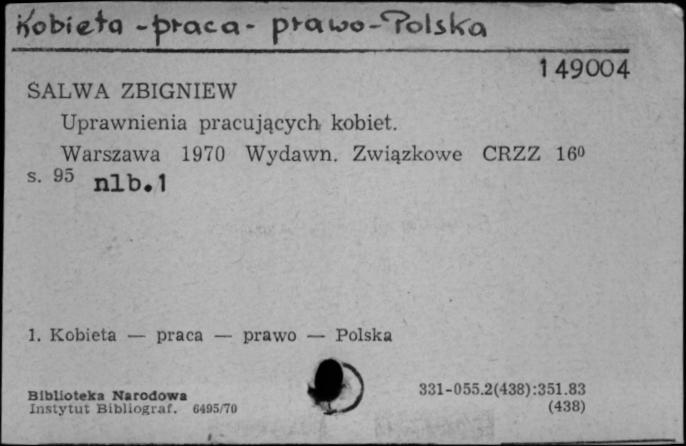 Kobieta - praca - prawo - Polska
149004
SALWA ZBIGNIEW
Uprawnienia pracujących kobiet.
Warszawa 1970 Wydawn. Związkowe CRZZ 16⁰
s. 95 nlb.1
1. Kobieta — praca — prawo — Polska
Biblioteka Narodowa
Instytut Bibliograf. 6495/70
331-055.2(438):351.83
(438)